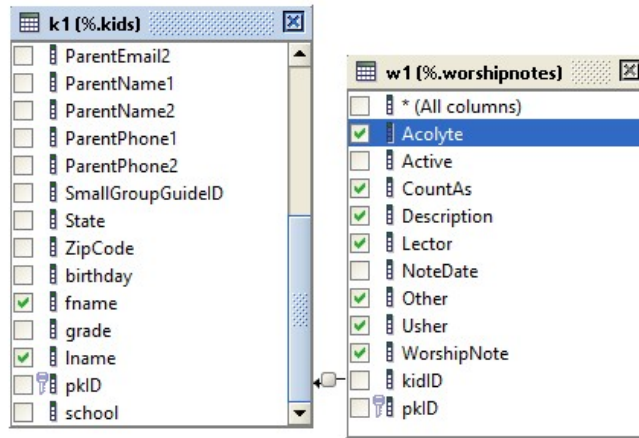 k1 (%.kids)
ParentEmail2
ParentName1
ParentName2
ParentPhone1
ParentPhone2
SmallGroupGuideID
State
ZipCode
birthday
fname
grade
lname
pkID
school
w1 (%.worshipnotes)
* (All columns)
Acolyte
Active
CountAs
Description
Lector
NoteDate
Other
Usher
WorshipNote
kidID
pkID